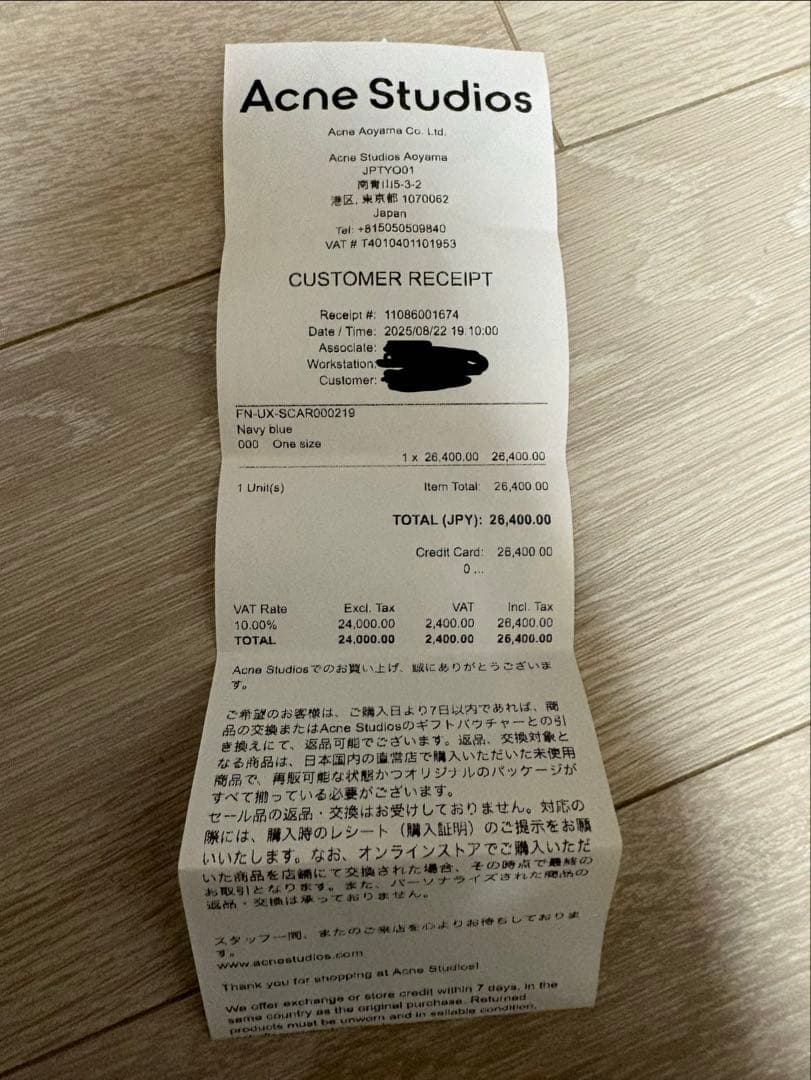 Acne Studios
Acne Aoyama Co. Ltd.
Acne Studios Aoyama
JPTYO01
南青山5-3-2
港区, 東京都 1070062
Japan
Tel: +815050509840
VAT # T4010401101953
CUSTOMER RECEIPT
Receipt #: 11086001674
Date / Time: 2025/08/22 19:10:00
Associate:
Workstation:
Customer:
FN-UX-SCAR000219
Navy blue
000 One size
1 x 26,400.00 26,400.00
1 Unit(s) Item Total: 26,400.00
TOTAL (JPY): 26,400.00
Credit Card: 26,400.00
0 ...
VAT Rate Excl. Tax VAT Incl. Tax
10.00% 24,000.00 2,400.00 26,400.00
TOTAL 24,000.00 2,400.00 26,400.00
Acne Studiosでのお買い上げ、誠にありがとうございま
す。
ご希望のお客様は、ご購入日より7日以内であれば、商
品の交換またはAcne Studiosのギフトバウチャーとの引
き換えにて、返品可能でございます。返品、交換対象と
なる商品は、日本国内の直営店で購入いただいた未使用
商品で、再販可能な状態かつオリジナルのパッケージが
すべて揃っている必要がございます。
セール品の返品・交換はお受けしておりません。対応の
際には、購入時のレシート（購入証明）のご提示をお願
いいたします。なお、オンラインストアでご購入いただ
いた商品を店舗にて交換された場合、その時点で最終の
お取引となります。また、パーソナライズされた商品の
返品・交換は承っておりません。
スタッフ一同、またのご来店を心よりお待ちしておりま
す。
www.acnestudios.com
Thank you for shopping at Acne Studios!
We offer exchange or store credit within 7 days, in the
same country as the original purchase. Returned
products must be unworn and in sellable condition,